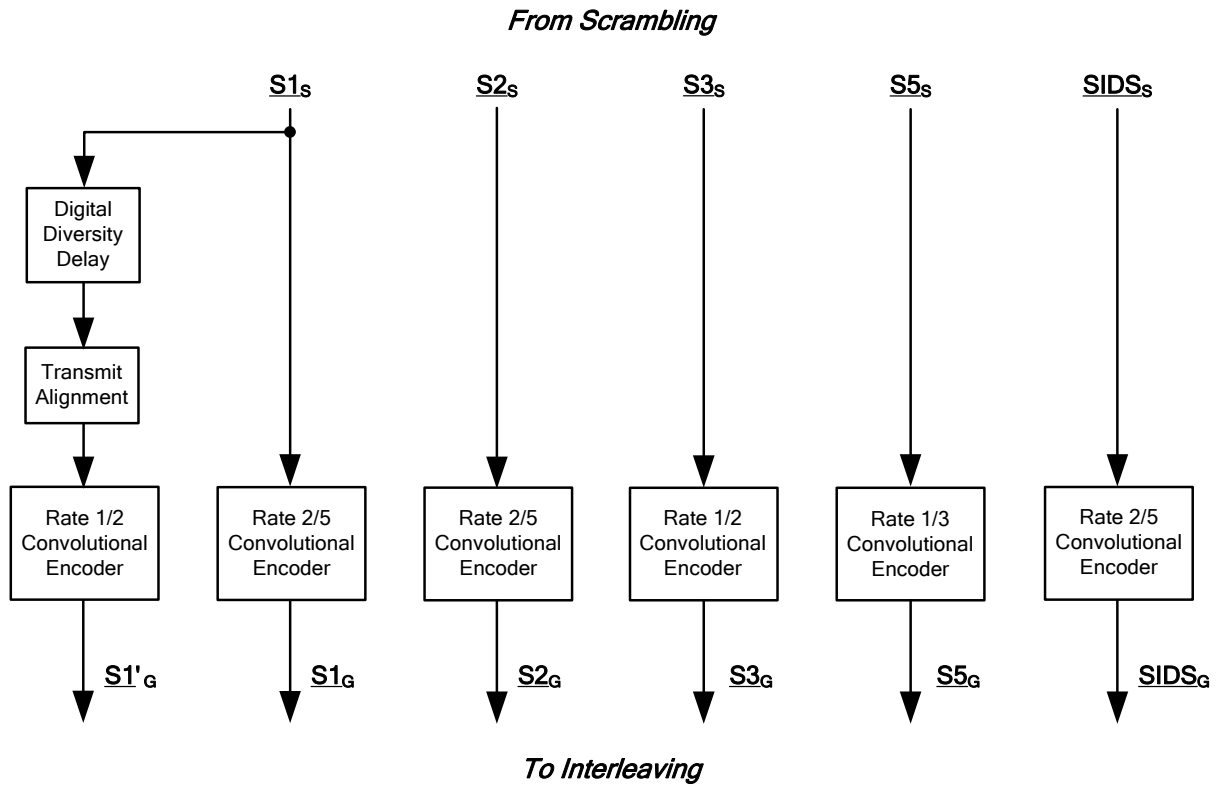 From Scrambling
S1S
S2S
S3S
S5S
SIDSS
Digital
Diversity
Delay
Transmit
Alignment
Rate 1/2
Convolutional
Encoder
Rate 2/5
Convolutional
Encoder
Rate 2/5
Convolutional
Encoder
Rate 1/2
Convolutional
Encoder
Rate 1/3
Convolutional
Encoder
Rate 2/5
Convolutional
Encoder
S1'G
S1G
S2G
S3G
S5G
SIDSG
To Interleaving